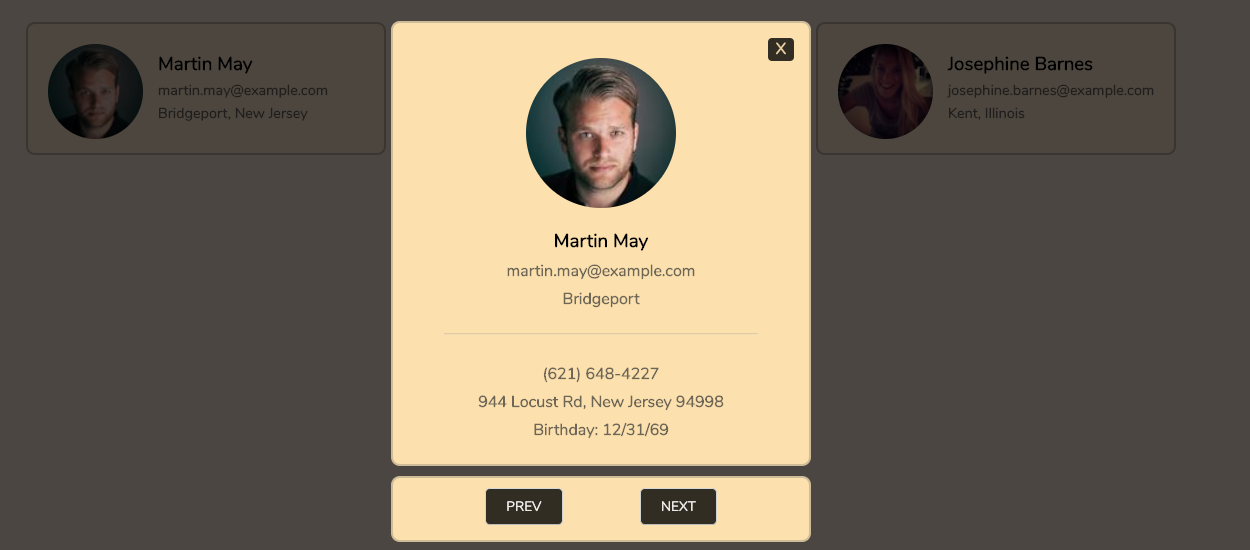 Martin May
martin.may@example.com
Bridgeport, New Jersey
X
Martin May
martin.may@example.com
Bridgeport
(621) 648-4227
944 Locust Rd, New Jersey 94998
Birthday: 12/31/69
PREV
NEXT
Josephine Barnes
josephine.barnes@example.com
Kent, Illinois